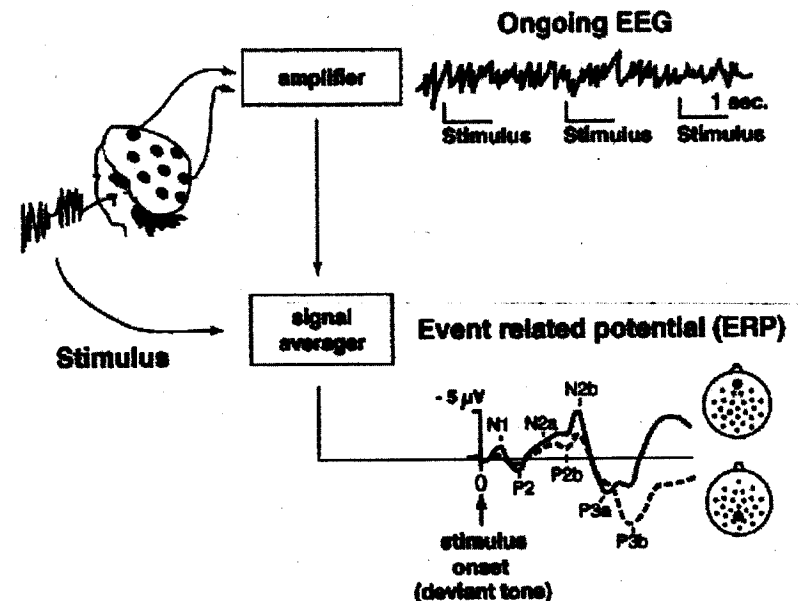 Ongoing EEG
amplifier
1 sec.
Stimulus
Stimulus
Stimulus
signal
averager
Stimulus
Event related potential (ERP)
- 5 μV
N1
N2a
N2b
P2
P2b
P3a
P3b
0
stimulus
onset
(deviant tone)